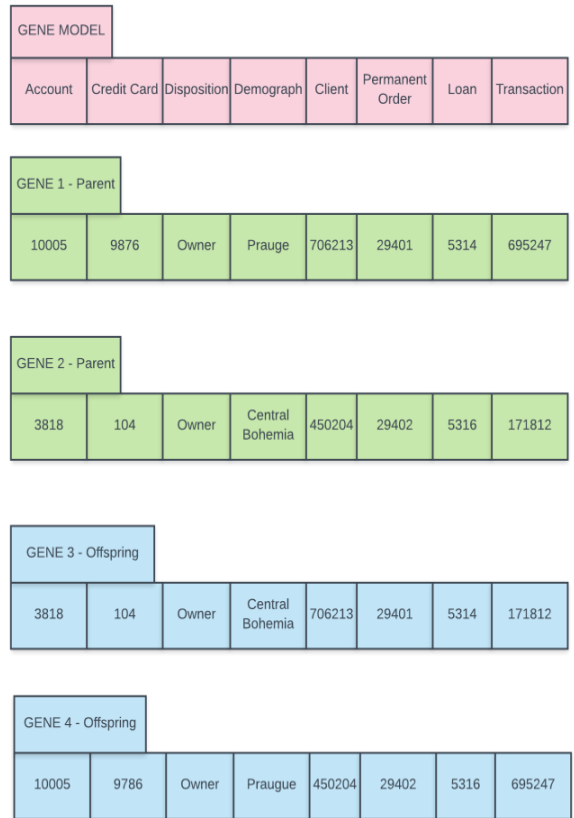 GENE MODEL
Account Credit Card Disposition Demograph Client Permanent Order Loan Transaction
GENE 1 - Parent
10005 9876 Owner Prauge 706213 29401 5314 695247
GENE 2 - Parent
3818 104 Owner Central Bohemia 450204 29402 5316 171812
GENE 3 - Offspring
3818 104 Owner Central Bohemia 706213 29401 5314 171812
GENE 4 - Offspring
10005 9786 Owner Praugue 450204 29402 5316 695247